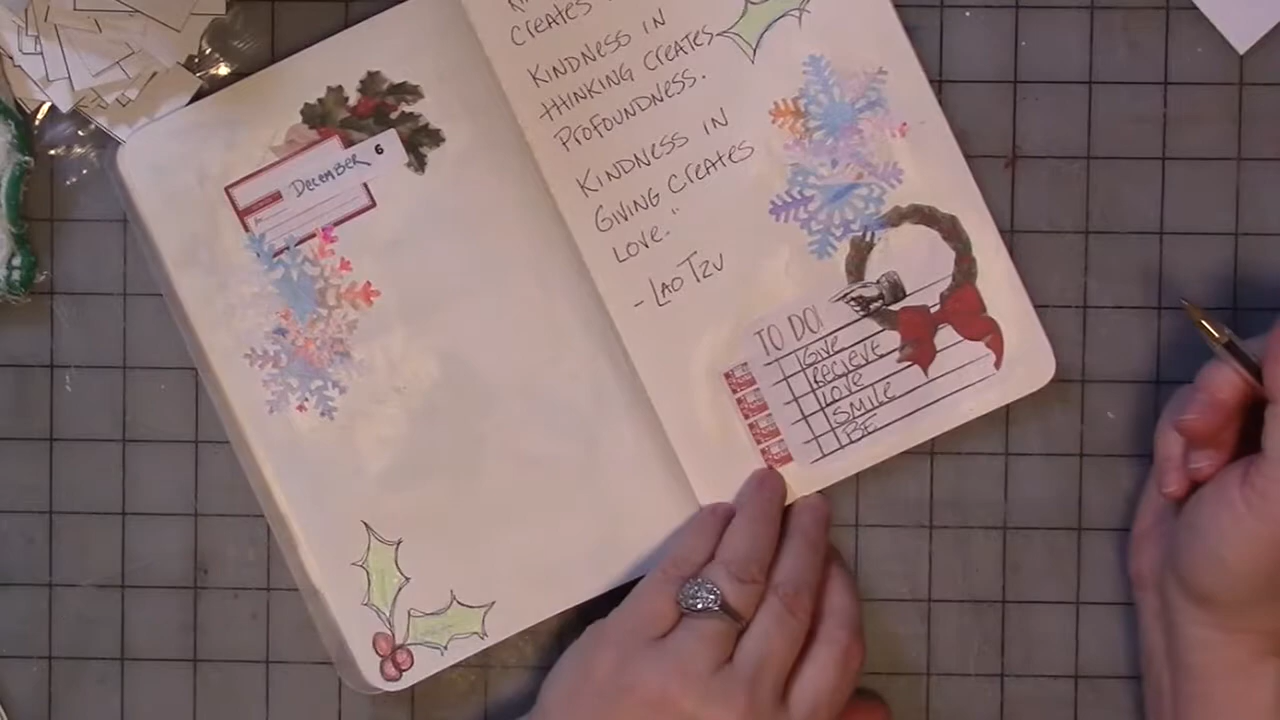 December 6
CREATES
KINDNESS IN
THINKING CREATES
PROFOUNDNESS.
KINDNESS IN
GIVING CREATES
LOVE."
-LAO TZU
TO DO!
GIVE
RECIEVE
LOVE
SMILE
BE